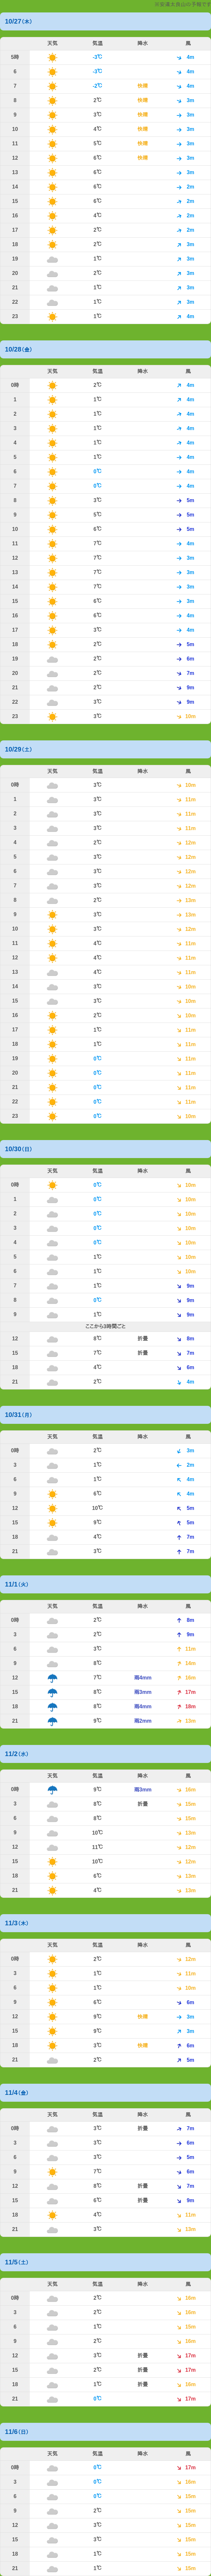 10/27(木)
天気 気温 降水 風
5時 -3℃ 4m
6 -3℃ 4m
7 -2℃ 快晴 4m
8 2℃ 快晴 3m
9 3℃ 快晴 3m
10 4℃ 快晴 3m
11 5℃ 快晴 3m
12 6℃ 快晴 3m
13 6℃ 3m
14 6℃ 2m
15 6℃ 2m
16 4℃ 2m
17 2℃ 2m
18 2℃ 3m
19 1℃ 3m
20 2℃ 3m
21 1℃ 3m
22 1℃ 3m
23 1℃ 4m
10/28(金)
天気 気温 降水 風
0時 2℃ 4m
1 2℃ 4m
2 1℃ 4m
3 1℃ 4m
4 1℃ 4m
5 1℃ 4m
6 0℃ 4m
7 0℃ 4m
8 3℃ 5m
9 5℃ 5m
10 6℃ 5m
11 7℃ 4m
12 7℃ 3m
13 7℃ 3m
14 7℃ 3m
15 6℃ 3m
16 6℃ 4m
17 3℃ 4m
18 2℃ 5m
19 2℃ 6m
20 2℃ 7m
21 2℃ 9m
22 3℃ 9m
23 3℃ 10m
10/29(土)
天気 気温 降水 風
0時 3℃ 10m
1 3℃ 11m
2 3℃ 11m
3 3℃ 11m
4 2℃ 12m
5 3℃ 12m
6 3℃ 12m
7 3℃ 12m
8 2℃ 13m
9 3℃ 13m
10 3℃ 12m
11 4℃ 11m
12 4℃ 11m
13 4℃ 11m
14 3℃ 10m
15 3℃ 10m
16 2℃ 10m
17 1℃ 11m
18 1℃ 11m
19 0℃ 11m
20 0℃ 11m
21 0℃ 11m
22 0℃ 11m
23 0℃ 10m
10/30(日)
天気 気温 降水 風
0時 0℃ 10m
1 0℃ 10m
2 0℃ 10m
3 0℃ 10m
4 0℃ 10m
5 1℃ 10m
6 1℃ 10m
7 1℃ 9m
8 0℃ 9m
9 1℃ 9m
ここから3時間ごと
12 8℃ 折畳 8m
15 7℃ 折畳 7m
18 4℃ 6m
21 2℃ 4m
10/31(月)
天気 気温 降水 風
0時 2℃ 3m
3 1℃ 2m
6 1℃ 4m
9 6℃ 4m
12 10℃ 5m
15 9℃ 5m
18 4℃ 7m
21 3℃ 7m
11/1(火)
天気 気温 降水 風
0時 2℃ 8m
3 2℃ 9m
6 3℃ 11m
9 8℃ 14m
12 7℃ 雨4mm 16m
15 8℃ 雨3mm 17m
18 8℃ 雨4mm 18m
21 9℃ 雨2mm 13m
11/2(水)
天気 気温 降水 風
0時 9℃ 雨3mm 16m
3 8℃ 折畳 15m
6 8℃ 15m
9 10℃ 12m
12 11℃ 12m
15 10℃ 12m
18 6℃ 13m
21 4℃ 13m
11/3(木)
天気 気温 降水 風
0時 2℃ 12m
3 1℃ 11m
6 1℃ 10m
9 6℃ 6m
12 9℃ 快晴 3m
15 9℃ 3m
18 3℃ 快晴 6m
21 2℃ 5m
11/4(金)
天気 気温 降水 風
0時 3℃ 折畳 7m
3 3℃ 6m
6 3℃ 5m
9 7℃ 6m
12 8℃ 折畳 7m
15 6℃ 折畳 9m
18 4℃ 11m
21 3℃ 13m
11/5(土)
天気 気温 降水 風
0時 2℃ 16m
3 2℃ 16m
6 1℃ 15m
9 2℃ 16m
12 3℃ 折畳 17m
15 2℃ 折畳 17m
18 1℃ 折畳 16m
21 0℃ 17m
11/6(日)
天気 気温 降水 風
0時 0℃ 17m
3 0℃ 16m
6 0℃ 15m
9 2℃ 15m
12 3℃ 15m
15 3℃ 15m
18 1℃ 15m
21 1℃ 15m